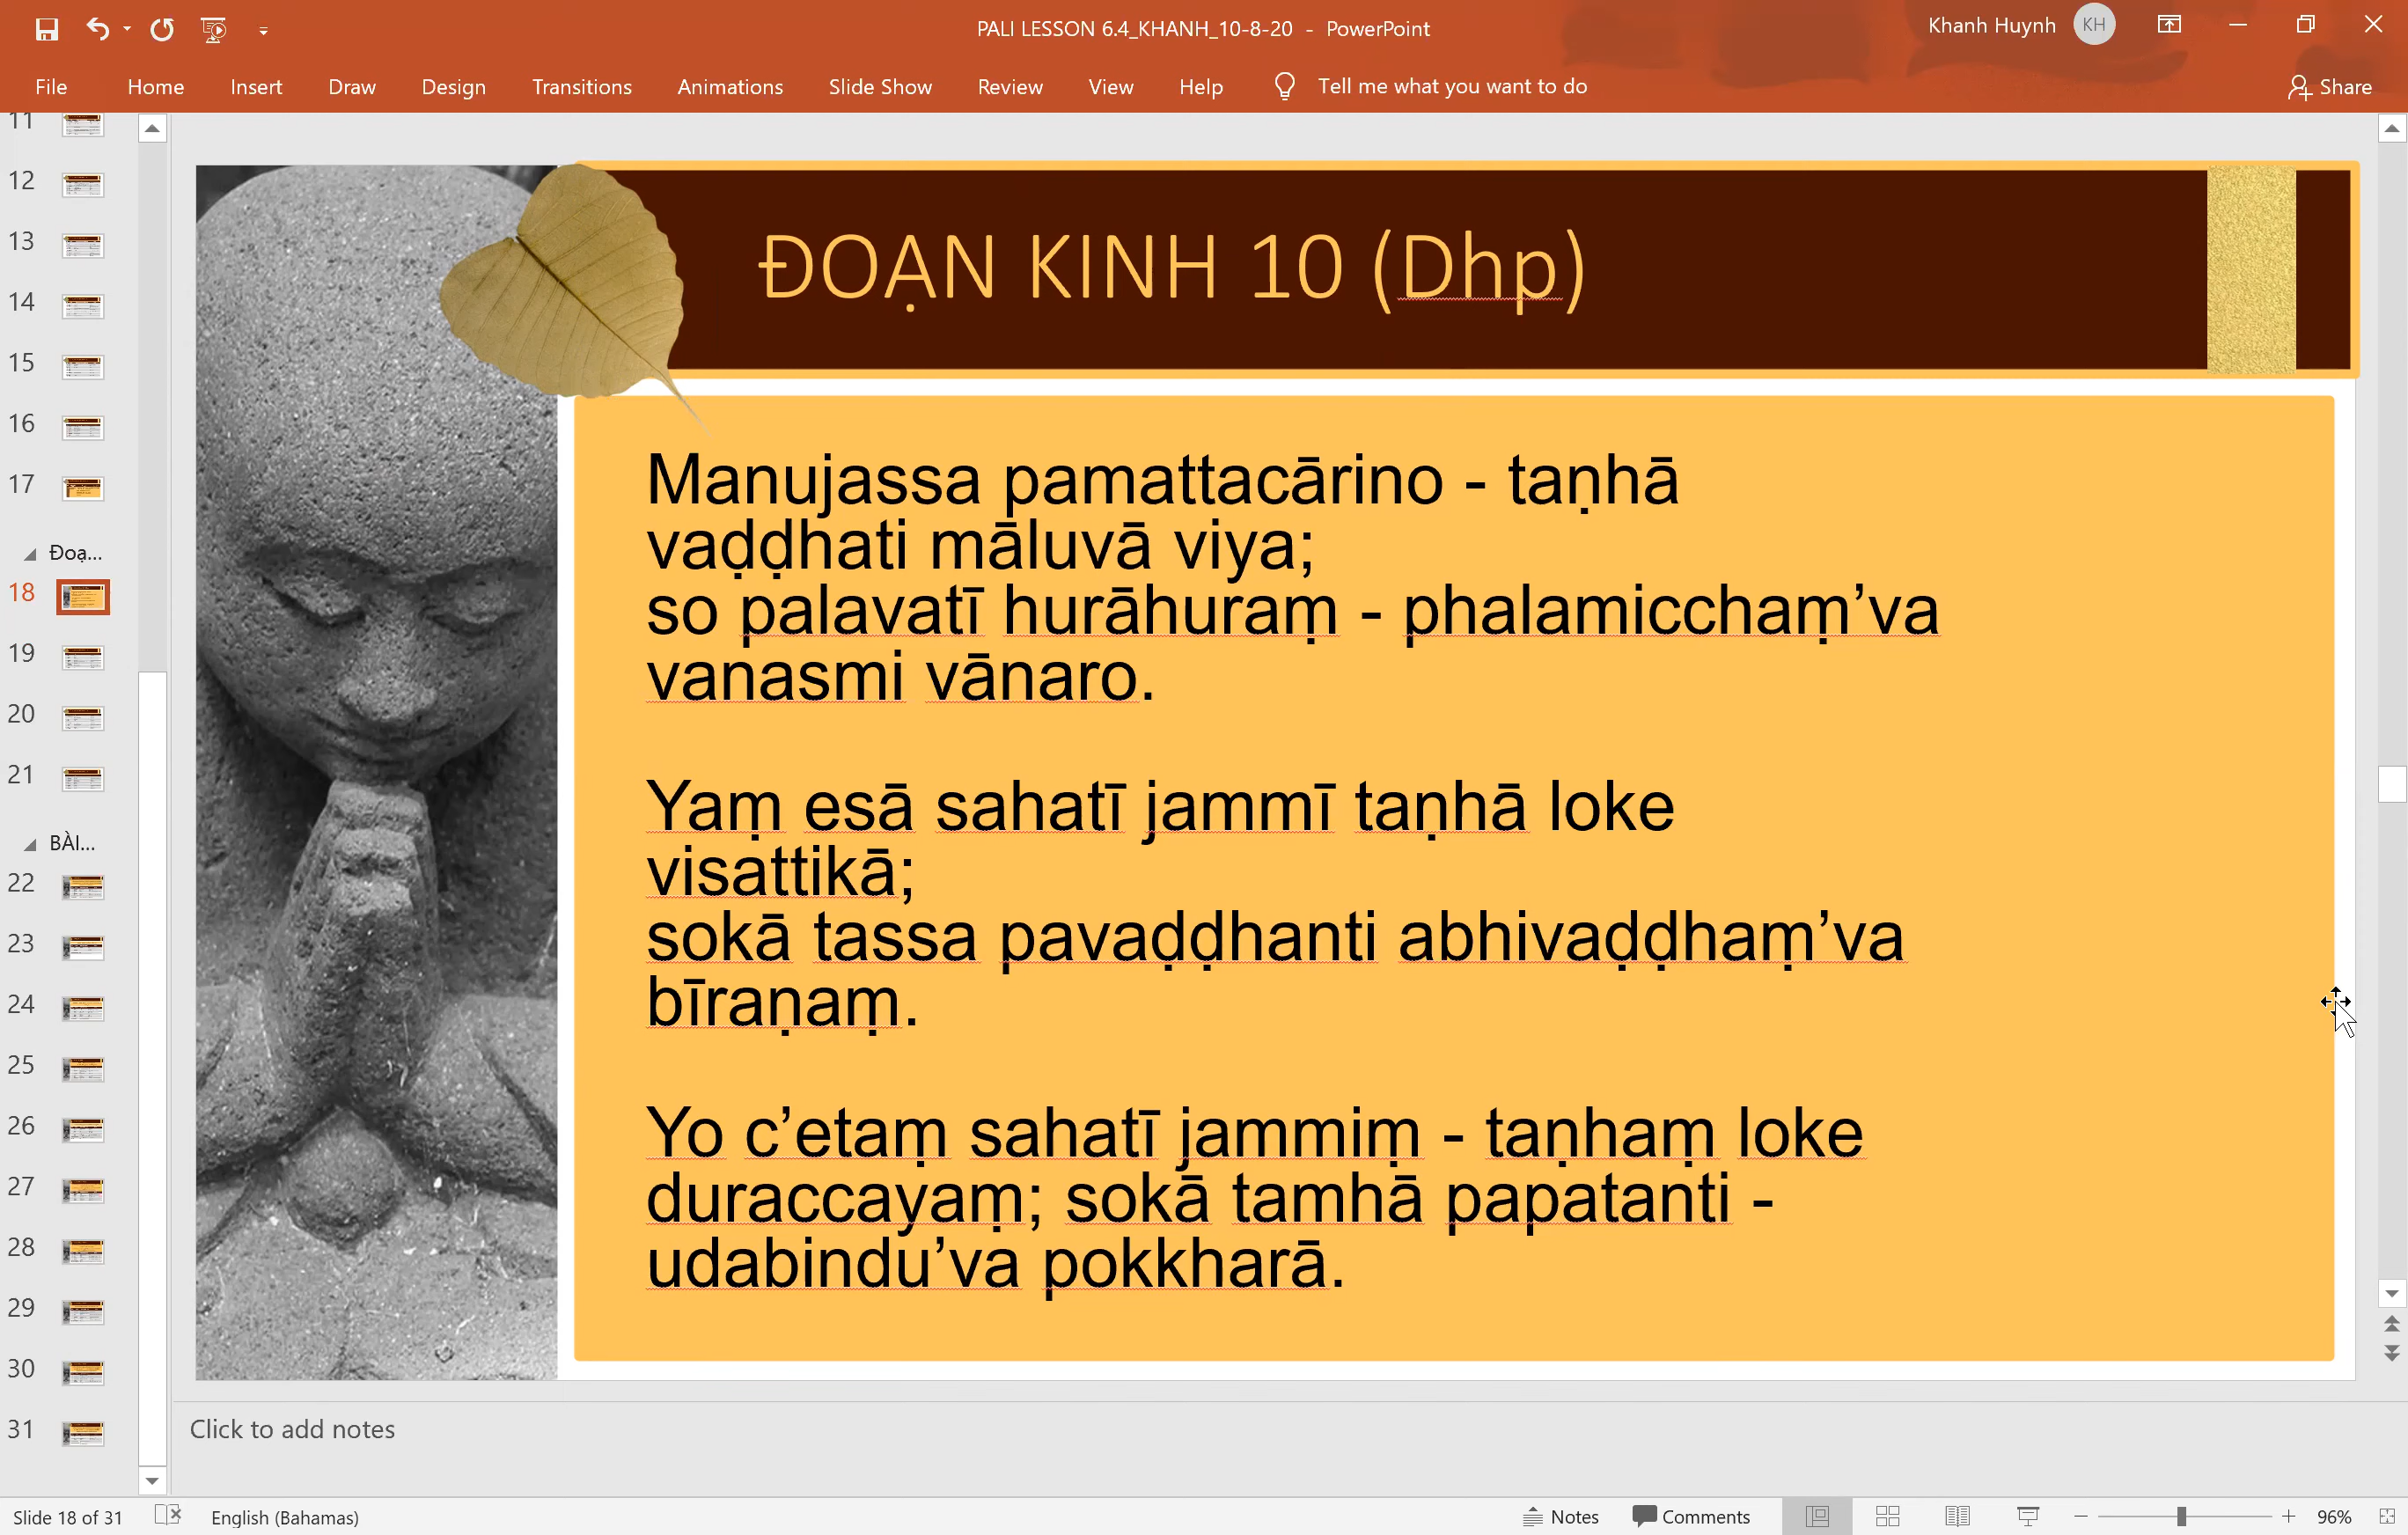 PALI LESSON 6.4_KHANH_10-8-20 - PowerPoint
Khanh Huynh KH
File Home Insert Draw Design Transitions Animations Slide Show Review View Help Tell me what you want to do Share
11
12
13
14
15
16
17
Đoạ...
18
19
20
21
BÀI...
22
23
24
25
26
27
28
29
30
31
ĐOẠN KINH 10 (Dhp)
Manujassa pamattacārino - taṇhā
vaḍḍhati māluvā viya;
so palavatī hurāhuraṃ - phalamicchaṃ’va
vanasmi vānaro.
Yaṃ esā sahatī jammī taṇhā loke
visattikā;
sokā tassa pavaḍḍhanti abhivaḍḍhaṃ’va
bīraṇaṃ.
Yo c’etaṃ sahatī jammiṃ - taṇhaṃ loke
duraccayaṃ; sokā tamhā papatanti -
udabindu’va pokkharā.
Click to add notes
Slide 18 of 31 English (Bahamas) Notes Comments 96%